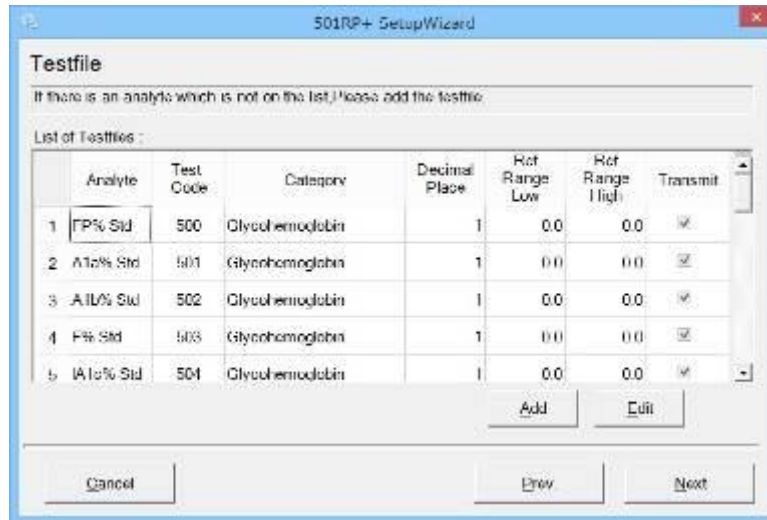 501RP+ SetupWizard
Testfile
If there is an analyte which is not on the list,Please add the testfile
List of Testfiles :
Analyte Test Code Category Decimal Place Ref Range Low Ref Range High Transmit
1 FP% Std 500 Glycohemoglobin 1 0.0 0.0
2 A1a% Std 501 Glycohemoglobin 1 0.0 0.0
3 A1b% Std 502 Glycohemoglobin 1 0.0 0.0
4 F% Std 503 Glycohemoglobin 1 0.0 0.0
5 Std 504 Glycohemoglobin 1 0.0 0.0
Add Edit
Cancel Prev Next